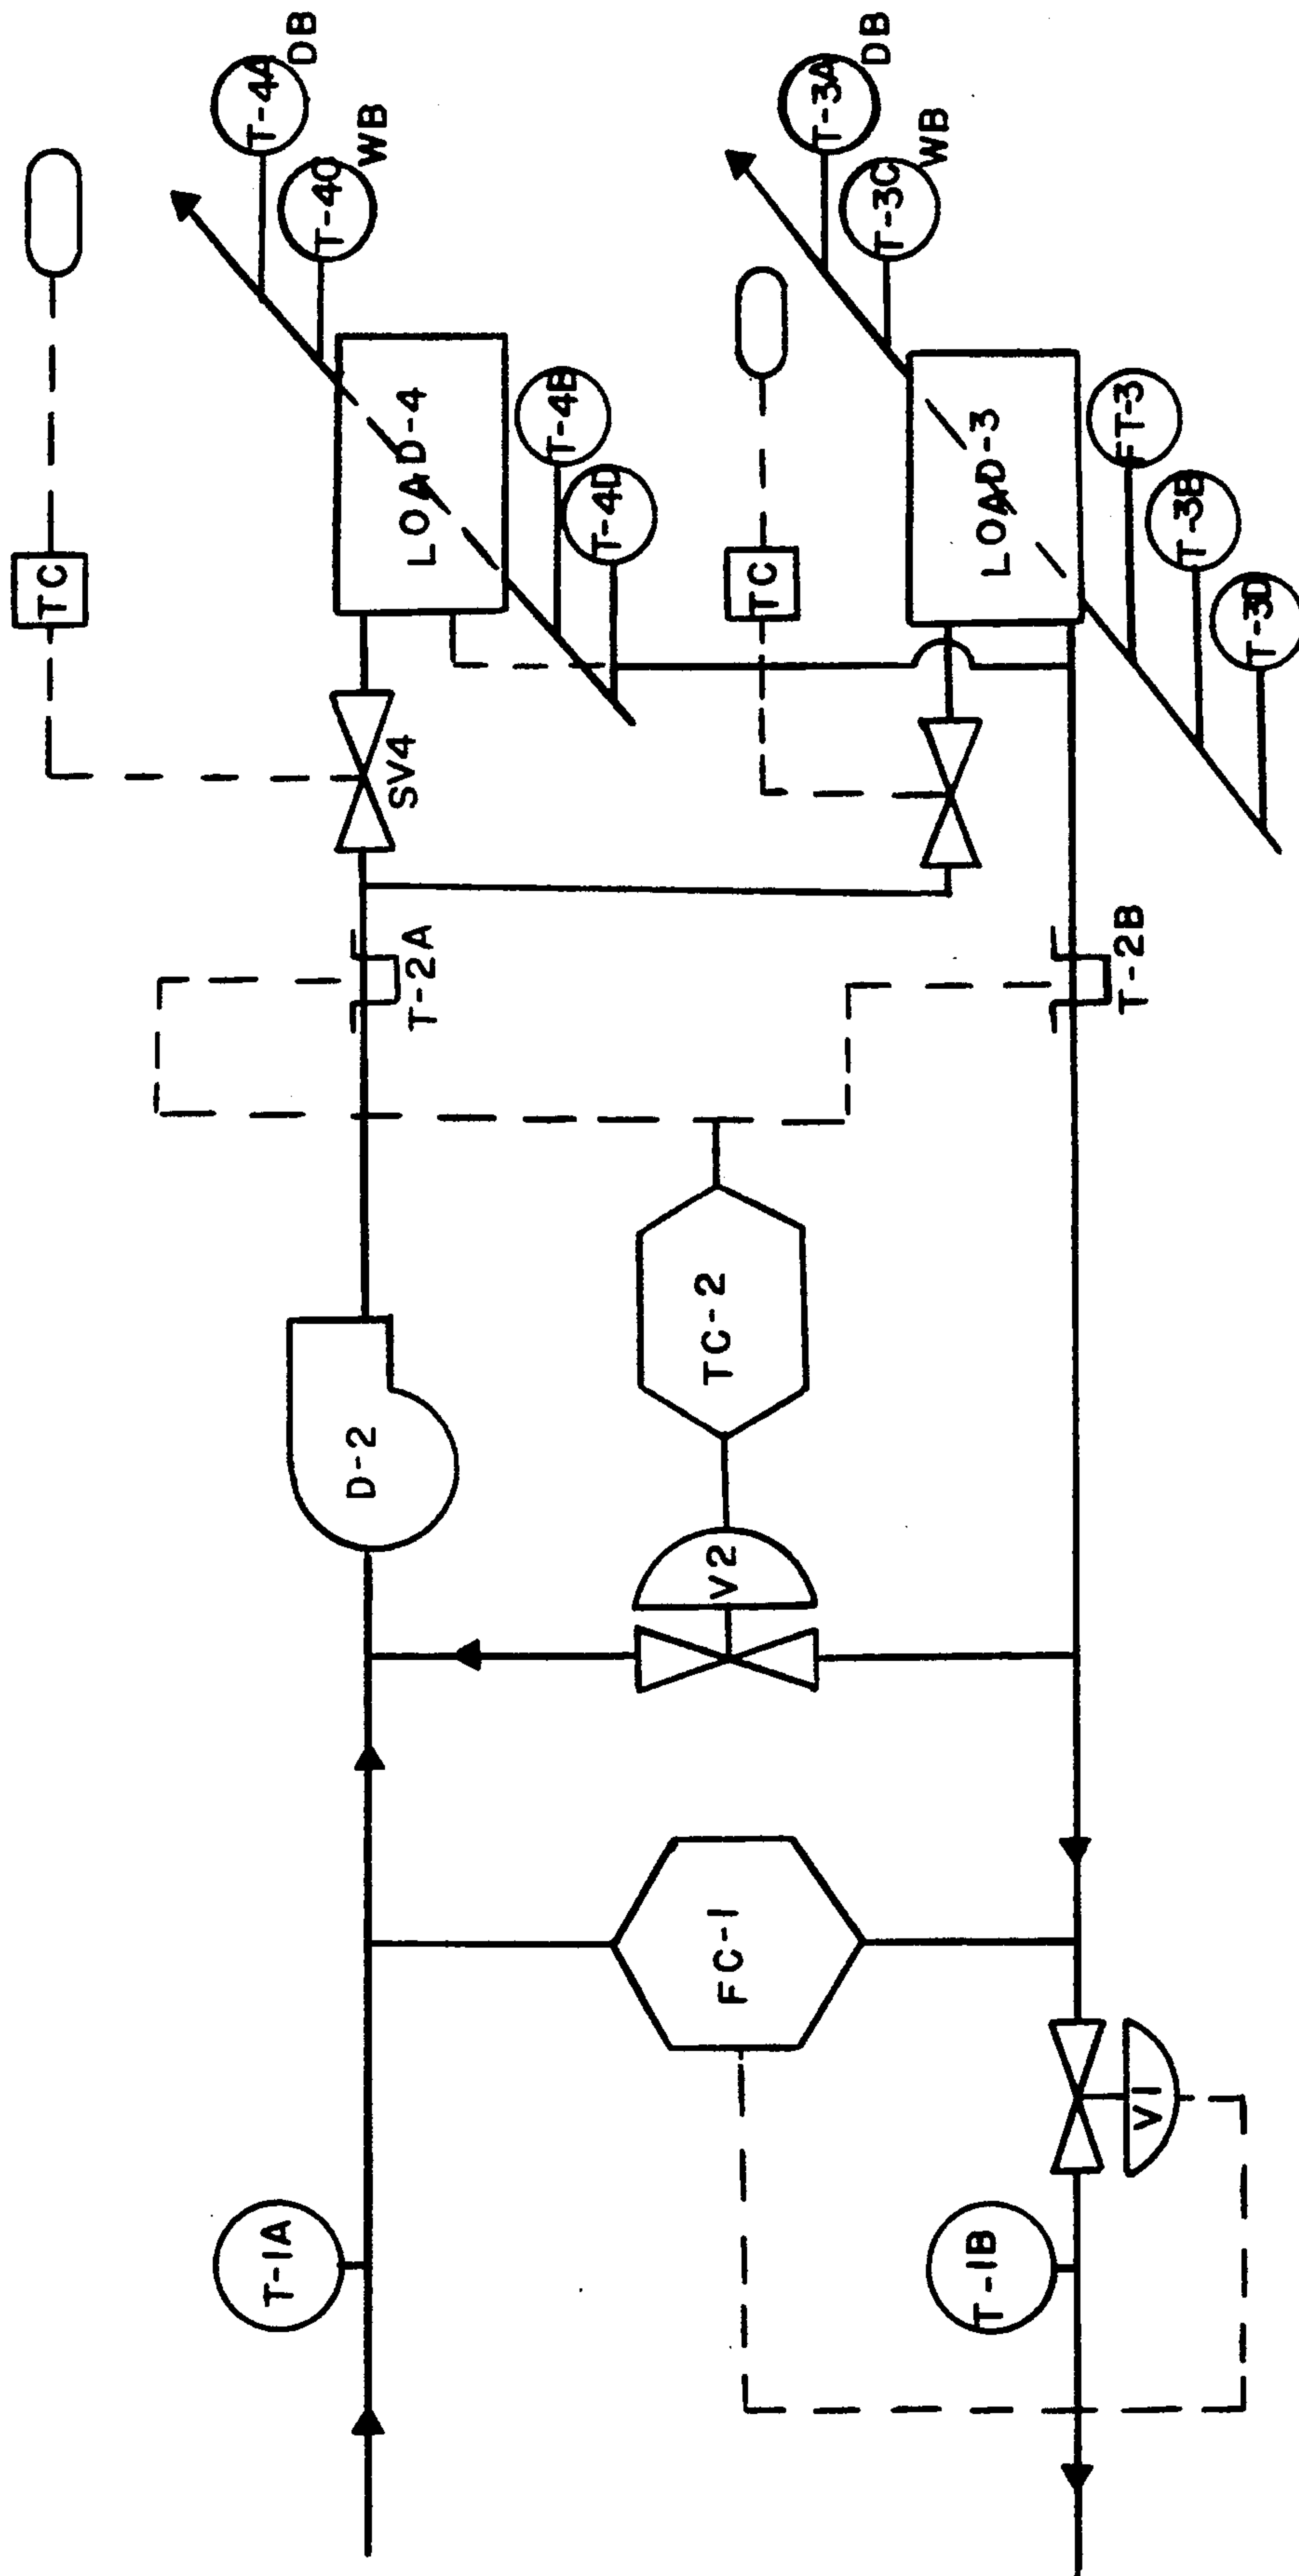 T-4A
DB
T-4C
WB
TC
LOAD-4
T-4B
T-4D
SV4
T-2A
D-2
T-1A
T-3A
DB
T-3C
WB
TC
LOAD-3
FT-3
T-3B
T-3D
T-2B
TC-2
V2
FC-1
V1
T-1B